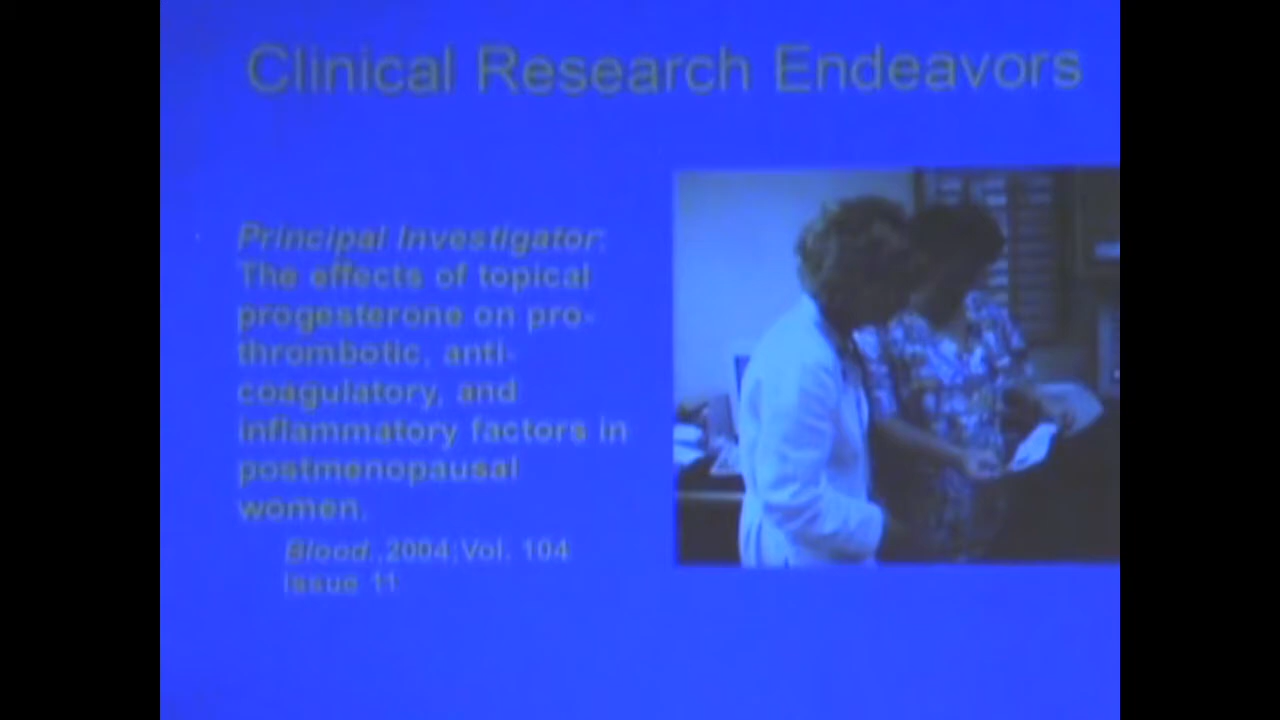 Clinical Research Endeavors
Principal Investigator:
The effects of topical
progesterone on pro-
thrombotic, anti-
coagulatory, and
inflammatory factors in
postmenopausal
women.
Blood.,2004;Vol. 104
Issue 11